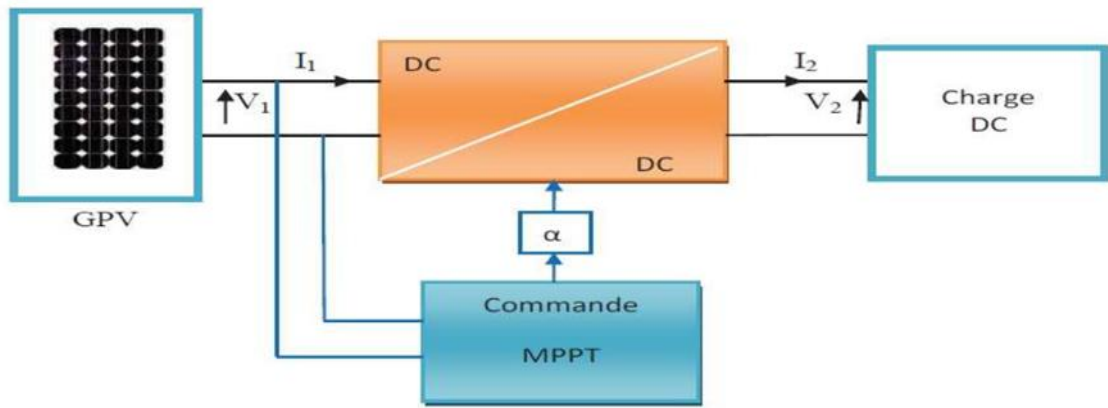 I₁
V₁
GPV
DC
DC
I₂
V₂
Charge
DC
α
Commande
MPPT